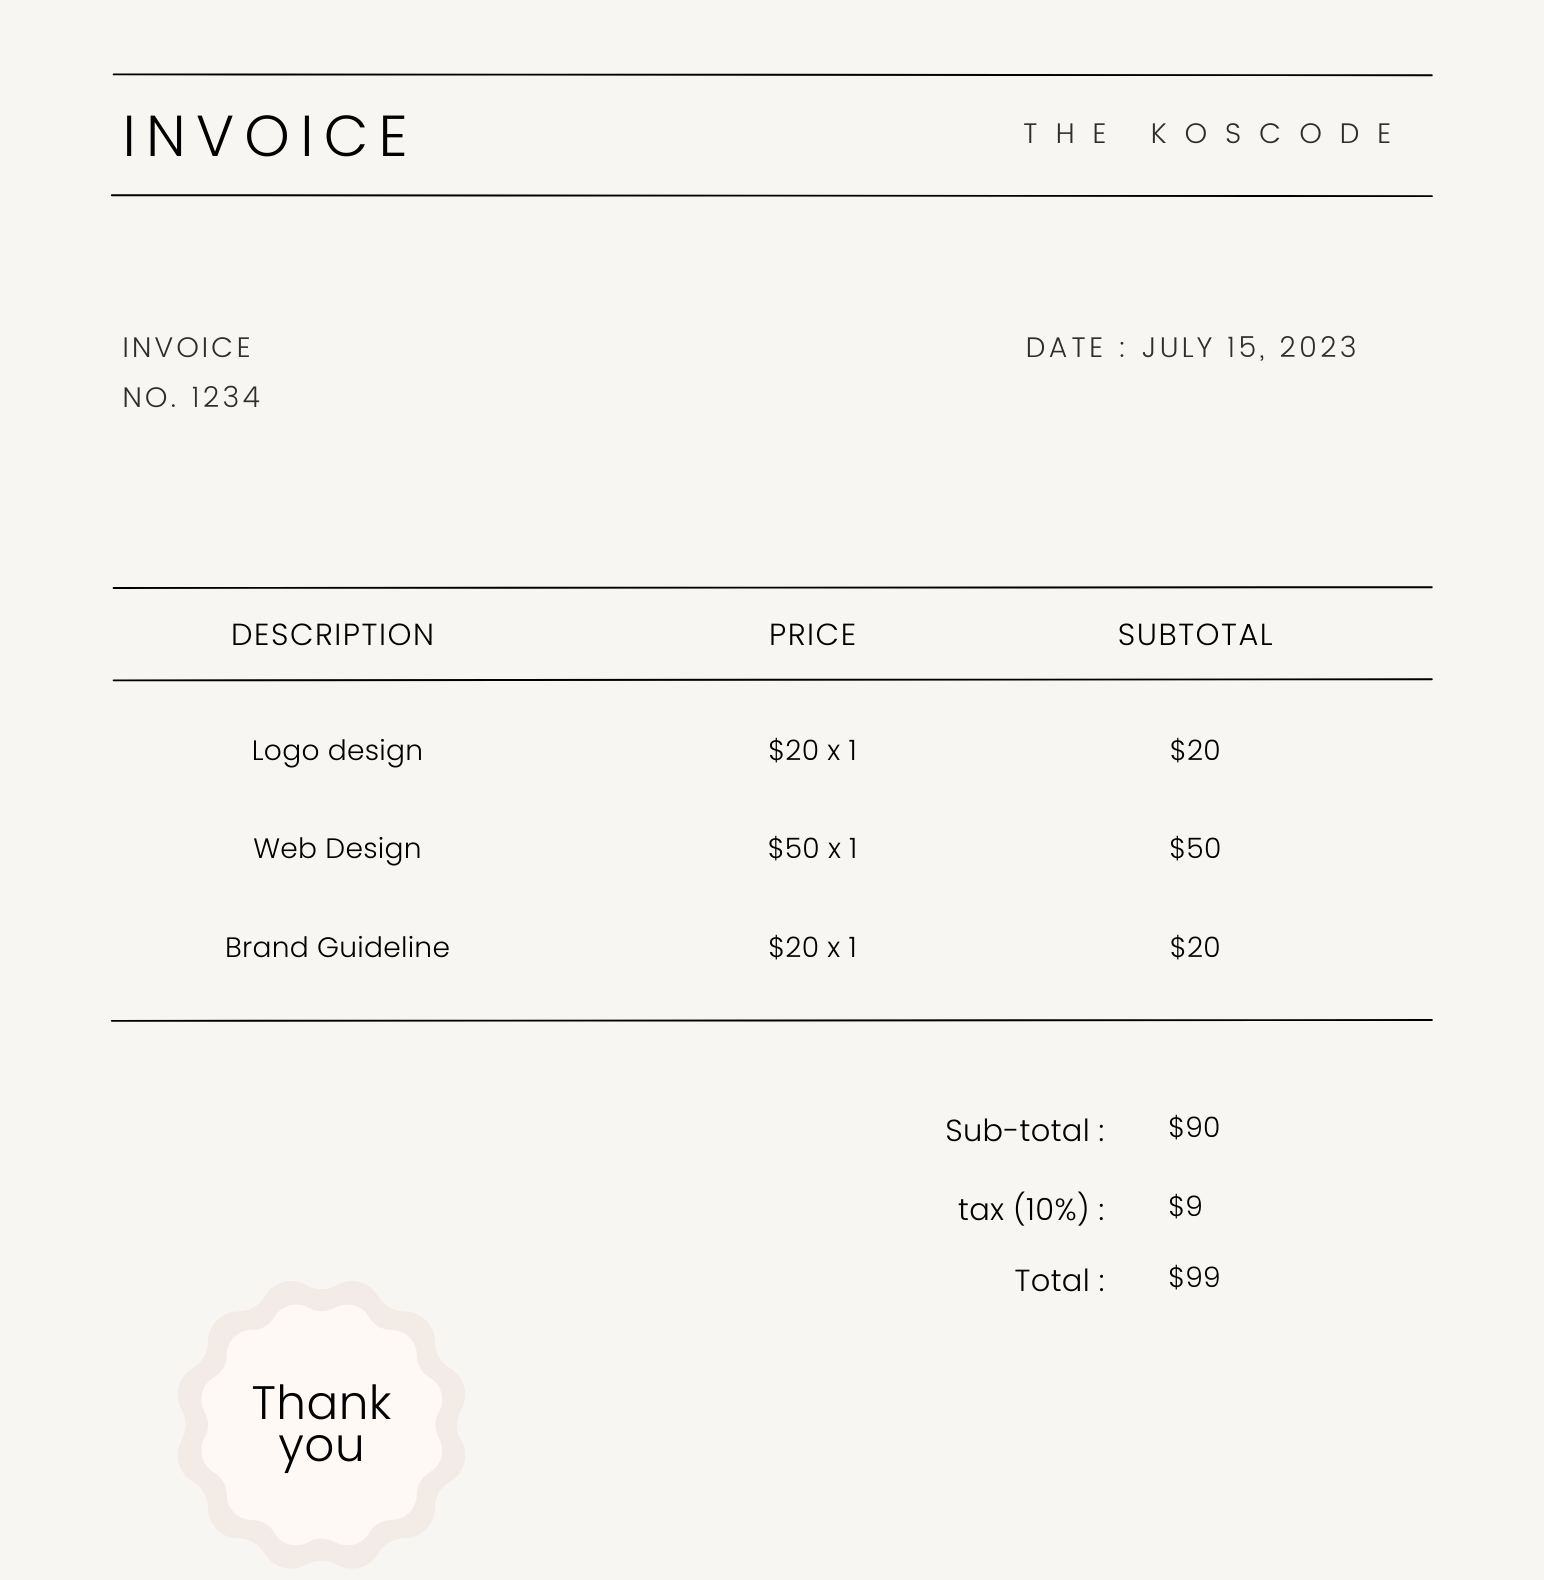 INVOICE
THE KOSCODE
INVOICE
NO. 1234
DATE : JULY 15, 2023
DESCRIPTION PRICE SUBTOTAL
Logo design $20 x 1 $20
Web Design $50 x 1 $50
Brand Guideline $20 x 1 $20
Sub-total : $90
tax (10%) : $9
Total : $99
Thank
you